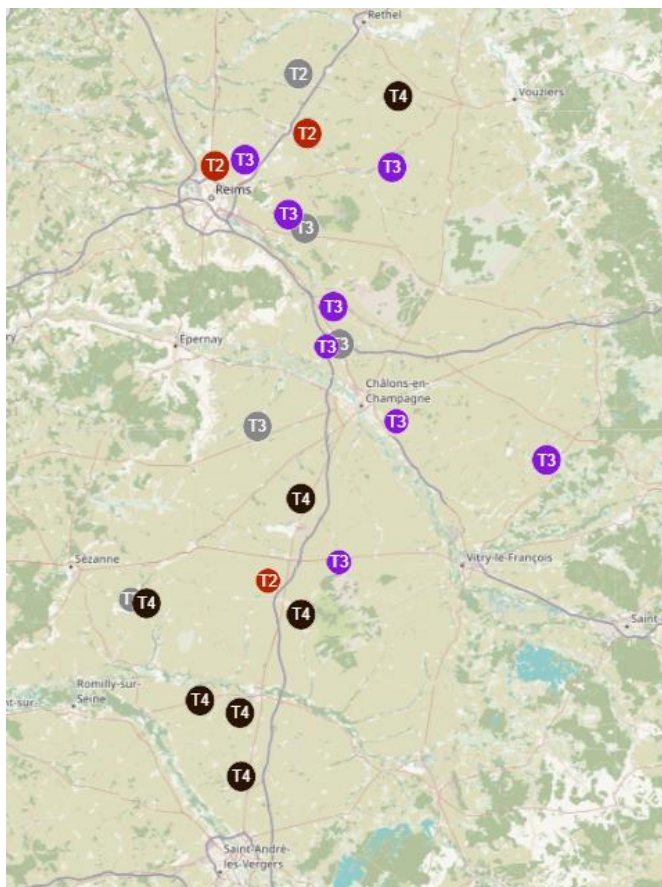 Rethel
T2
T4
Vouziers
T2
T3
T2
T3
Reims
T3
T3
T3
Épernay
T3
T3
Châlons-en-
Champagne
T3
T3
T3
T4
Sézanne
T3
Vitry-le-François
T2
T4
T4
Saint-
Romilly-sur-
Seine
T4
T4
T4
Saint-André-
les-Vergers